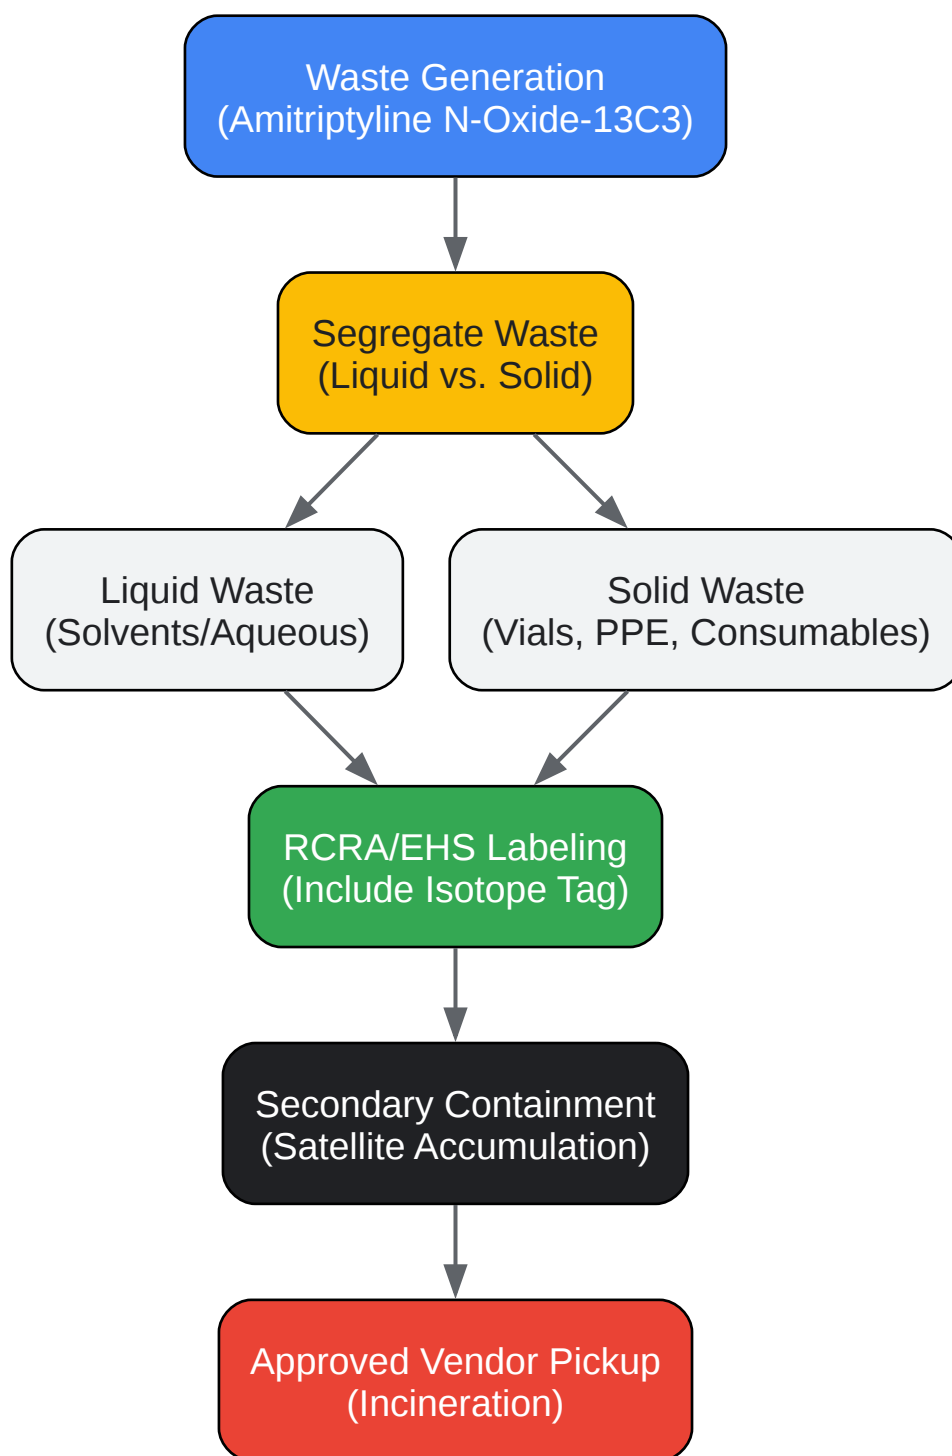 Waste Generation
(Amitriptyline N-Oxide-13C3)
Segregate Waste
(Liquid vs. Solid)
Liquid Waste
(Solvents/Aqueous)
Solid Waste
(Vials, PPE, Consumables)
RCRA/EHS Labeling
(Include Isotope Tag)
Secondary Containment
(Satellite Accumulation)
Approved Vendor Pickup
(Incineration)